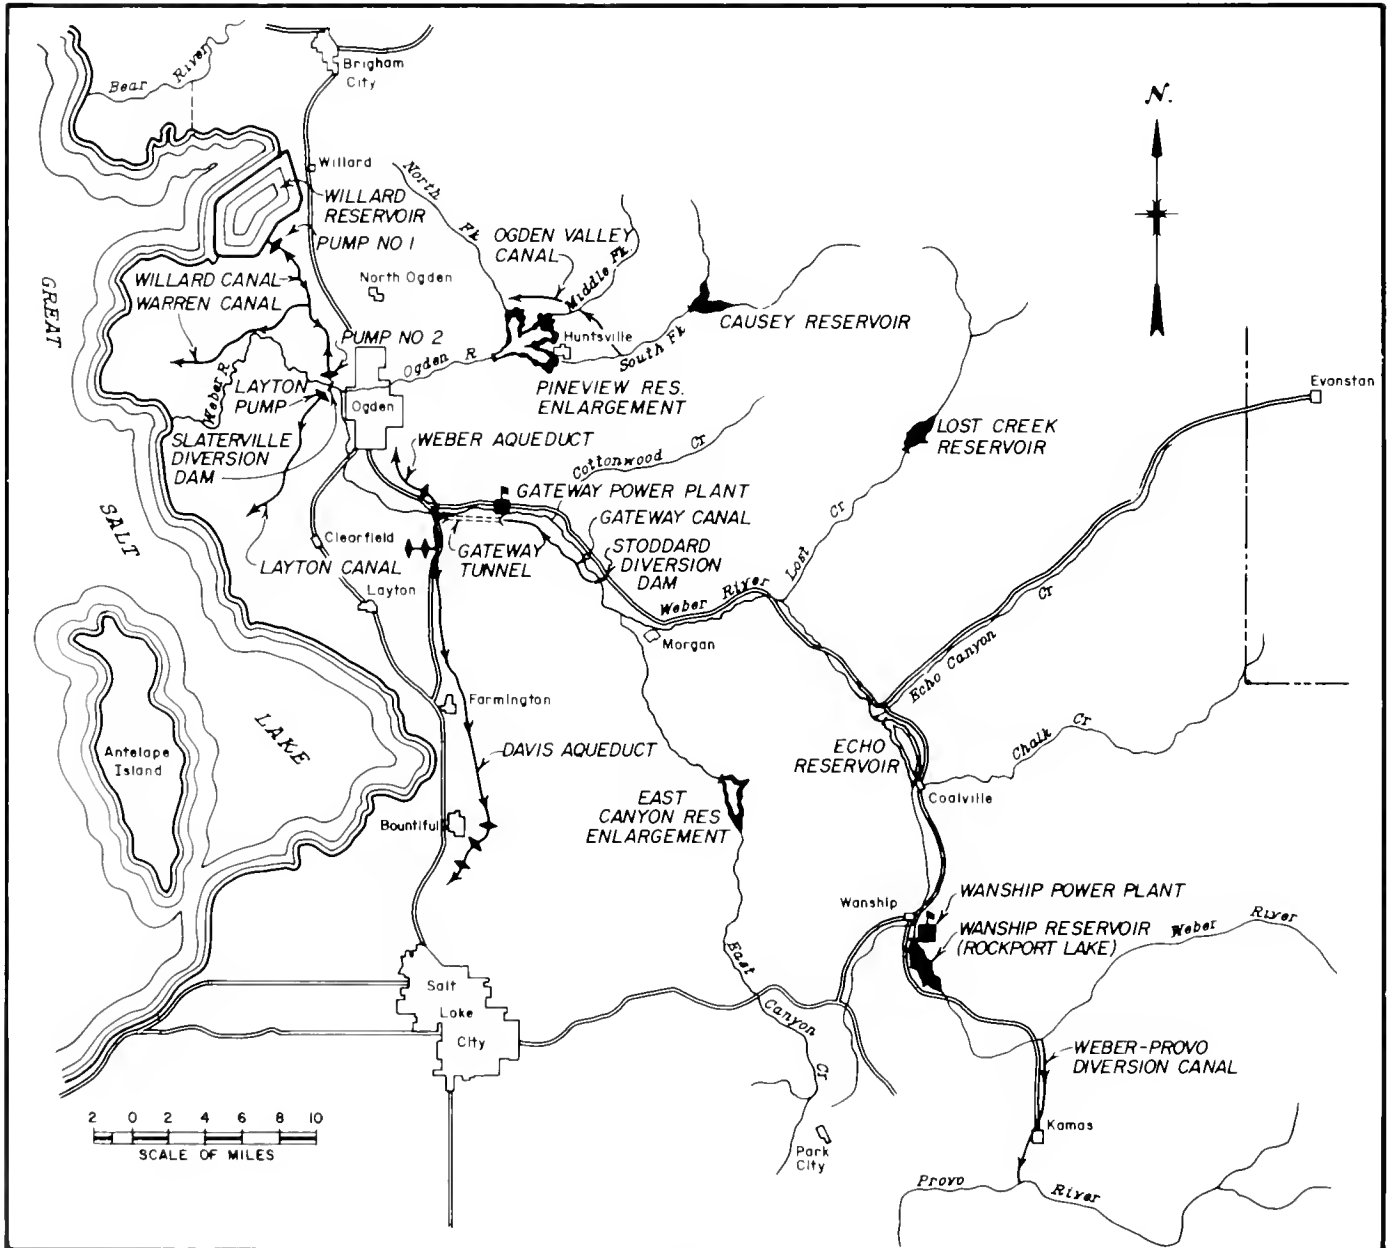 Brigham
City
Bear River
N.
Willard
WILLARD
RESERVOIR
PUMP NO 1
North Fk
OGDEN VALLEY
CANAL
Middle Fk.
WILLARD CANAL
WARREN CANAL
North Ogden
CAUSEY RESERVOIR
GREAT
SALT
LAKE
PUMP NO 2
Huntsville
South Fk
Ogden R
Weber R
LAYTON
PUMP
PINEVIEW RES.
ENLARGEMENT
Evanstan
Ogden
SLATERVILLE
DIVERSION
DAM
WEBER AQUEDUCT
Cottonwood Cr
LOST CREEK
RESERVOIR
GATEWAY POWER PLANT
GATEWAY CANAL
Lost Cr
Clearfield
GATEWAY
TUNNEL
STODDARD
DIVERSION
DAM
LAYTON CANAL
Layton
Weber River
Morgan
Echo Canyon Cr
Farmington
Antelape
Island
DAVIS AQUEDUCT
ECHO
RESERVOIR
Chalk Cr
Coalville
EAST
CANYON RES
ENLARGEMENT
Bountiful
WANSHIP POWER PLANT
Wanship
WANSHIP RESERVOIR
(ROCKPORT LAKE)
Weber River
East Canyon Cr
Salt
Lake
City
WEBER-PROVO
DIVERSION CANAL
Kamas
Park
City
2 0 2 4 6 8 10
SCALE OF MILES
Provo River